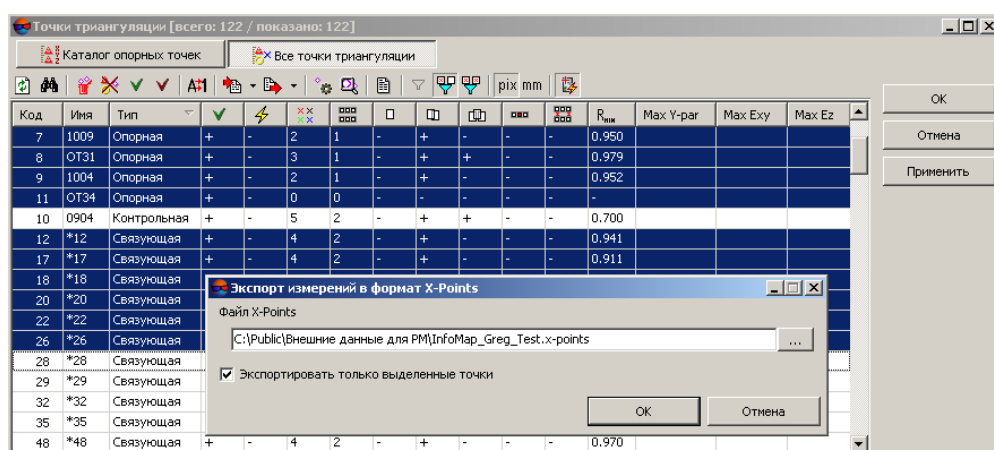 Точки триангуляции [всего: 122 / показано: 122]
Каталог опорных точек Все точки триангуляции
pix mm
Код Имя Тип Rмин Max Y-par Max Exy Max Ez
7 1009 Опорная + - 2 1 - + - - - 0.950
8 ОТ31 Опорная + - 3 1 - + + - - 0.979
9 1004 Опорная + - 2 1 - + - - - 0.952
11 ОТ34 Опорная + - 0 0 - - - - - -
10 0904 Контрольная + - 5 2 - + + - - 0.700
12 *12 Связующая + - 4 2 - + - - - 0.941
17 *17 Связующая + - 4 2 - + - - - 0.911
18 *18 Связующая
20 *20 Связующая
22 *22 Связующая
26 *26 Связующая
28 *28 Связующая
29 *29 Связующая
32 *32 Связующая
35 *35 Связующая
48 *48 Связующая + - 4 2 - + - - - 0.970
OK
Отмена
Применить
Экспорт измерений в формат X-Points
Файл X-Points
C:\Public\Внешние данные для PM\InfoMap_Greg_Test.x-points ...
Экспортировать только выделенные точки
OK Отмена